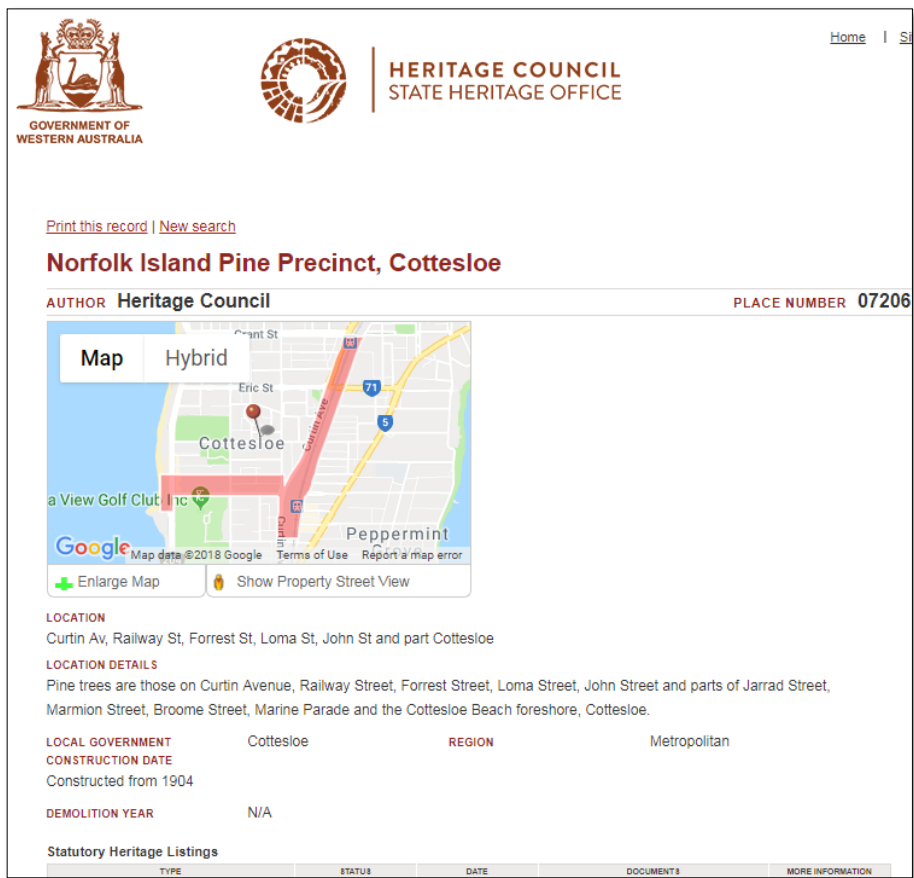 Home | Si
HERITAGE COUNCIL
STATE HERITAGE OFFICE
GOVERNMENT OF
WESTERN AUSTRALIA
Print this record | New search
Norfolk Island Pine Precinct, Cottesloe
AUTHOR Heritage Council PLACE NUMBER 07206
Grant St
Map Hybrid
Eric St
71
5
Curtin Ave
Cottesloe
a View Golf Club Inc
Curtin
Peppermint
Grove
Google Map data ©2018 Google Terms of Use Report a map error
Enlarge Map Show Property Street View
LOCATION
Curtin Av, Railway St, Forrest St, Loma St, John St and part Cottesloe
LOCATION DETAILS
Pine trees are those on Curtin Avenue, Railway Street, Forrest Street, Loma Street, John Street and parts of Jarrad Street,
Marmion Street, Broome Street, Marine Parade and the Cottesloe Beach foreshore, Cottesloe.
LOCAL GOVERNMENT Cottesloe REGION Metropolitan
CONSTRUCTION DATE
Constructed from 1904
DEMOLITION YEAR N/A
Statutory Heritage Listings
TYPE STATUS DATE DOCUMENTS MORE INFORMATION